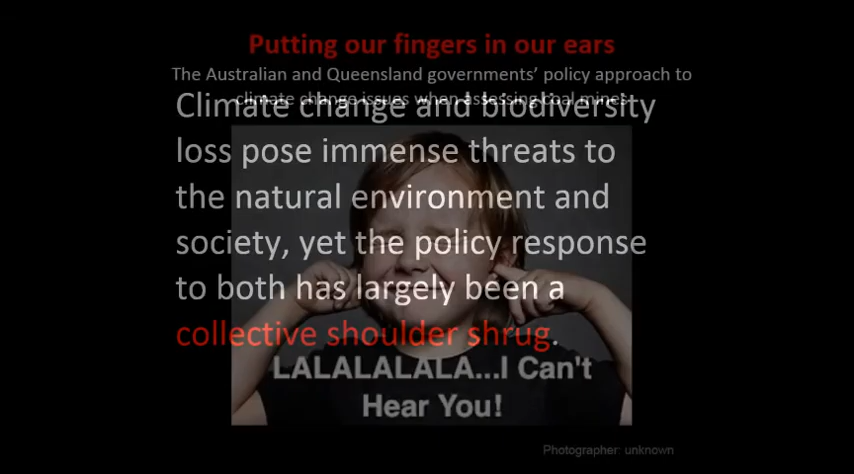 Putting our fingers in our ears
The Australian and Queensland governments' policy approach to
climate change issues when assessing coal mines
Climate change and biodiversity
loss pose immense threats to
the natural environment and
society, yet the policy response
to both has largely been a
collective shoulder shrug.
LALALALALA...I Can't
Hear You!
Photographer: unknown